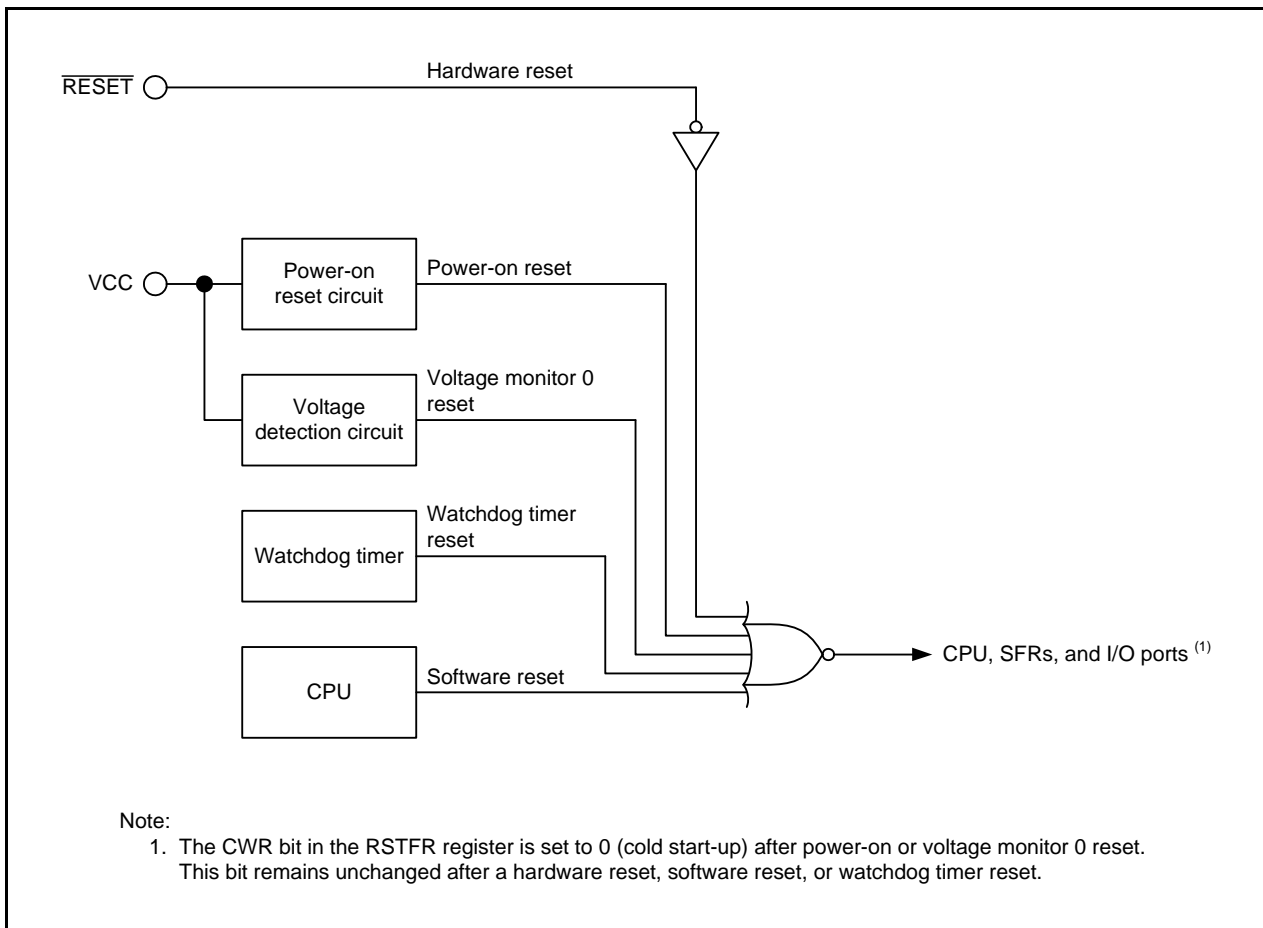 Hardware reset
RESET
Power-on
reset circuit
Power-on reset
VCC
Voltage monitor 0
reset
Voltage
detection circuit
Watchdog timer
reset
Watchdog timer
CPU, SFRs, and I/O ports (1)
Software reset
CPU
Note:
1. The CWR bit in the RSTFR register is set to 0 (cold start-up) after power-on or voltage monitor 0 reset.
This bit remains unchanged after a hardware reset, software reset, or watchdog timer reset.